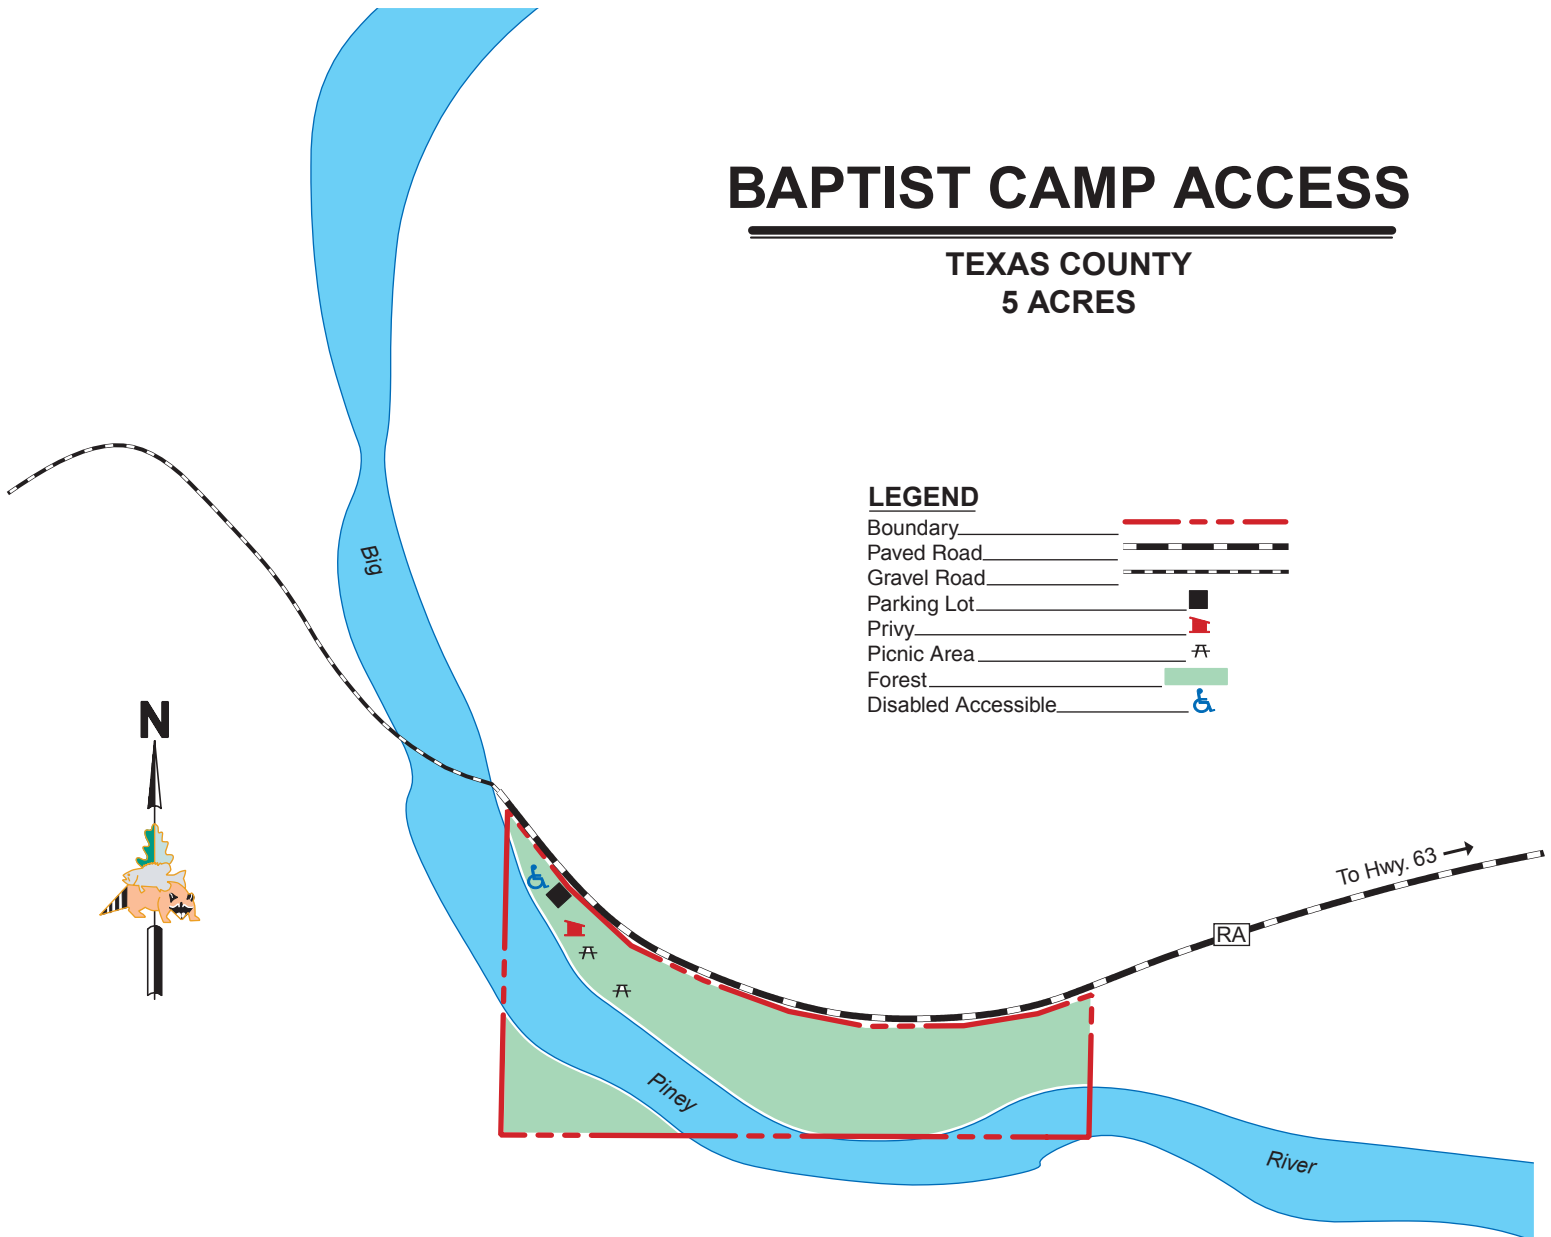 BAPTIST CAMP ACCESS
TEXAS COUNTY
5 ACRES
LEGEND
Boundary
Paved Road
Gravel Road
Parking Lot
Privy
Picnic Area
Forest
Disabled Accessible
Big
N
To Hwy. 63
RA
Piney
River